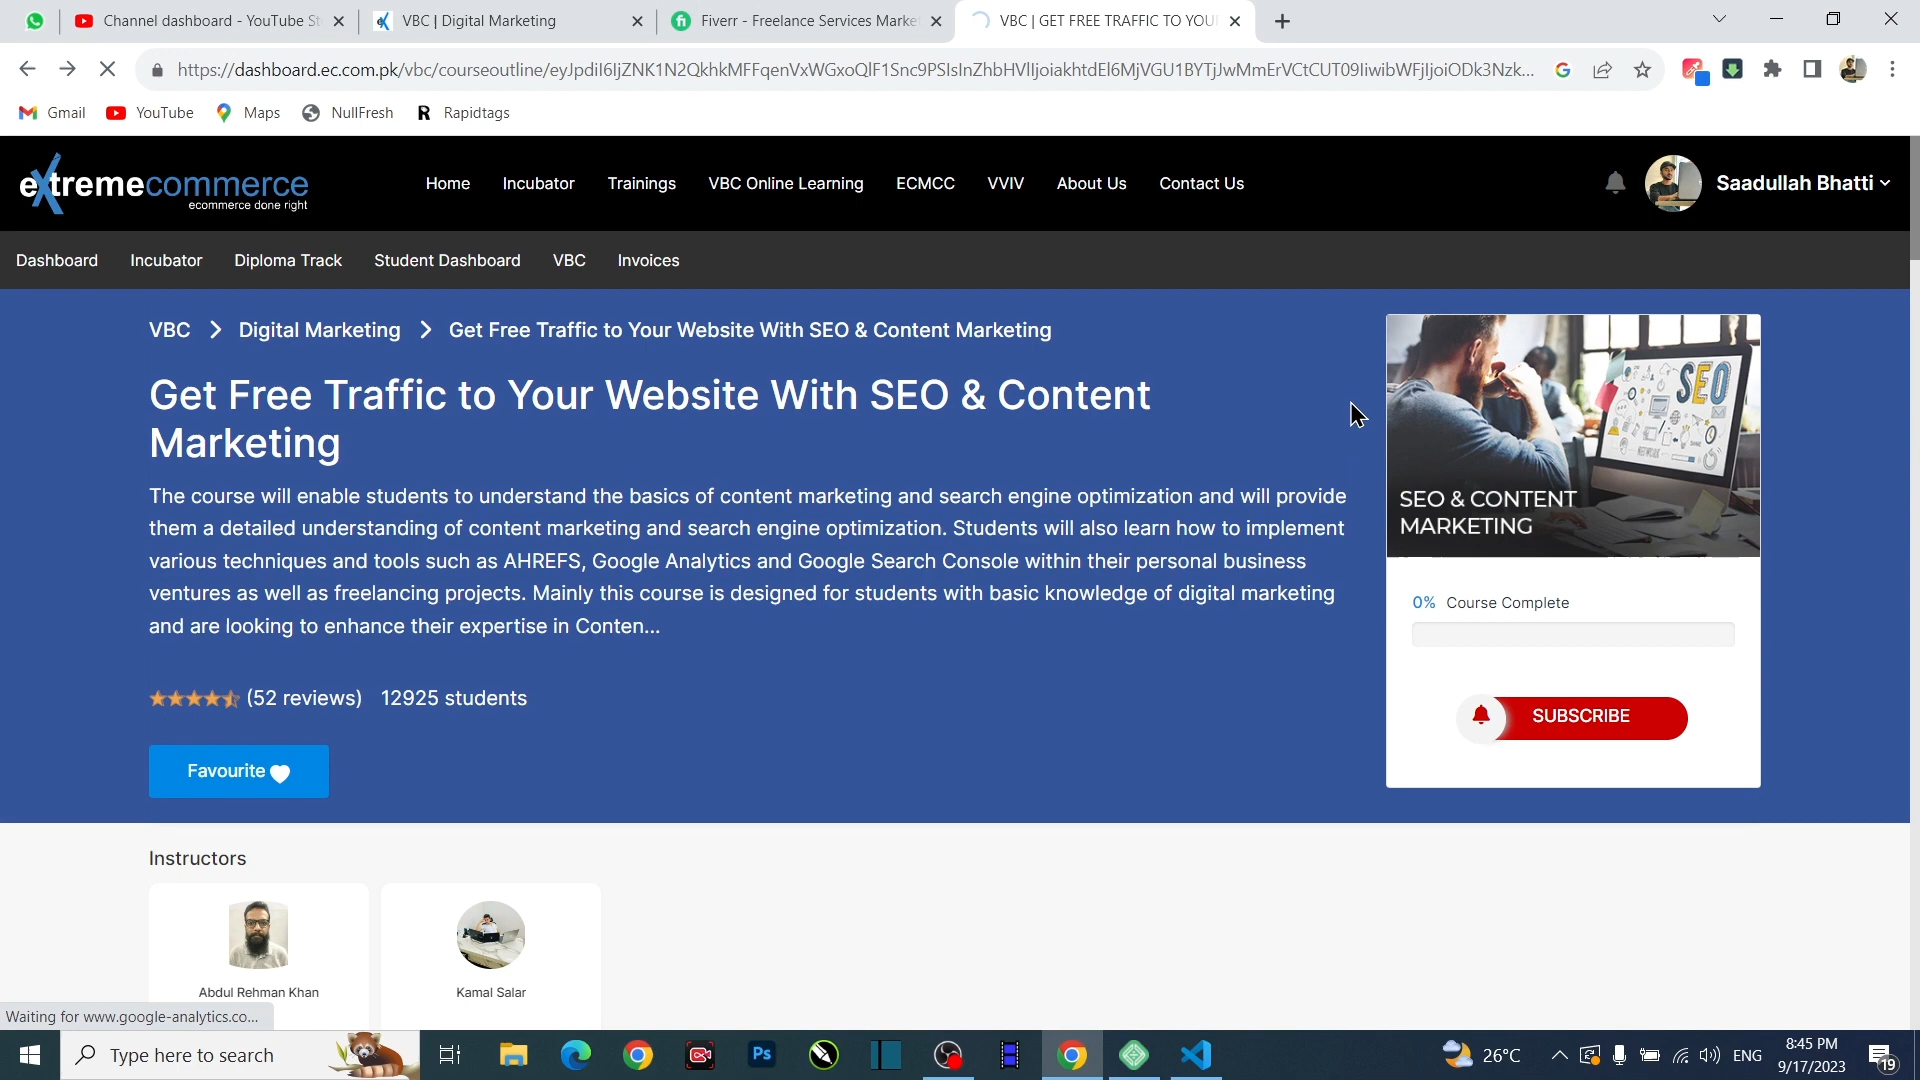 Channel dashboard - YouTube St
VBC | Digital Marketing
Fiverr - Freelance Services Marke
VBC | GET FREE TRAFFIC TO YOU
Gmail
YouTube
Maps
NullFresh
Rapidtags
extremecommerce
ecommerce done right
Home
Incubator
Trainings
VBC Online Learning
ECMCC
VVIV
About Us
Contact Us
Saadullah Bhatti
Dashboard
Incubator
Diploma Track
Student Dashboard
VBC
Invoices
VBC > Digital Marketing > Get Free Traffic to Your Website With SEO & Content Marketing
Get Free Traffic to Your Website With SEO & Content
Marketing
The course will enable students to understand the basics of content marketing and search engine optimization and will provide
them a detailed understanding of content marketing and search engine optimization. Students will also learn how to implement
various techniques and tools such as AHREFS, Google Analytics and Google Search Console within their personal business
ventures as well as freelancing projects. Mainly this course is designed for students with basic knowledge of digital marketing
and are looking to enhance their expertise in Conten...
(52 reviews) 12925 students
Favourite
SEO
SEO & CONTENT
MARKETING
0% Course Complete
SUBSCRIBE
Instructors
Abdul Rehman Khan
Kamal Salar
Waiting for www.google-analytics.co...
Type here to search
Ps
26°C
ENG
8:45 PM
9/17/2023
19